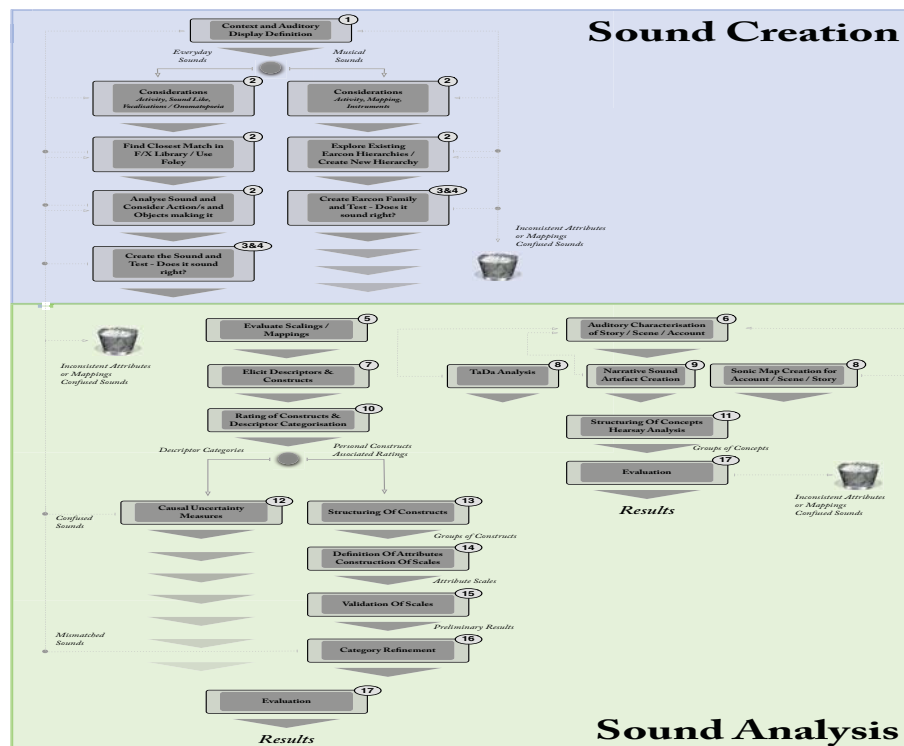 Sound Creation
1
Context and Auditory
Display Definition
Everyday
Sounds
Musical
Sounds
2
Considerations
Activity, Sound Like,
Vocalisations / Onomatopoeia
2
Considerations
Activity, Mapping,
Instruments
2
Find Closest Match in
F/X Library / Use
Foley
2
Explore Existing
Earcon Hierarchies /
Create New Hierarchy
2
Analyse Sound and
Consider Action/s and
Objects making it
3&4
Create Earcon Family
and Test - Does it
sound right?
3&4
Create the Sound and
Test - Does it sound
right?
Inconsistent Attributes
or Mappings
Confused Sounds
5
Evaluate Scalings /
Mappings
6
Auditory Characterisation
of Story / Scene / Account
Inconsistent Attributes
or Mappings
Confused Sounds
7
Elicit Descriptors &
Constructs
8
TaDa Analysis
9
Narrative Sound
Artefact Creation
8
Sonic Map Creation for
Account / Scene / Story
10
Rating of Constructs &
Descriptor Categorisation
11
Structuring Of Concepts
Hearsay Analysis
Groups of Concepts
Descriptor Categories
Personal Constructs
Associated Ratings
17
Evaluation
Results
Inconsistent Attributes
or Mappings
Confused Sounds
12
Causal Uncertainty
Measures
13
Structuring Of Constructs
Confused
Sounds
Groups of Constructs
14
Definition Of Attributes
Construction Of Scales
Attribute Scales
15
Validation Of Scales
Preliminary Results
Mismatched
Sounds
16
Category Refinement
17
Evaluation
Results
Sound Analysis